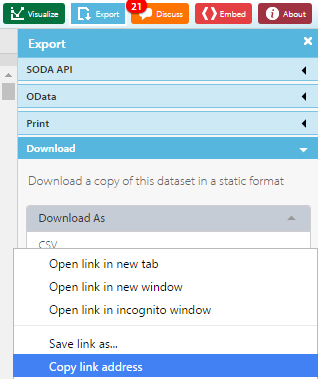 21
Visualize Export Discuss Embed About
Export
SODA API
OData
Print
Download
Download a copy of this dataset in a static format
Download As
CSV
Open link in new tab
Open link in new window
Open link in incognito window
Save link as...
Copy link address